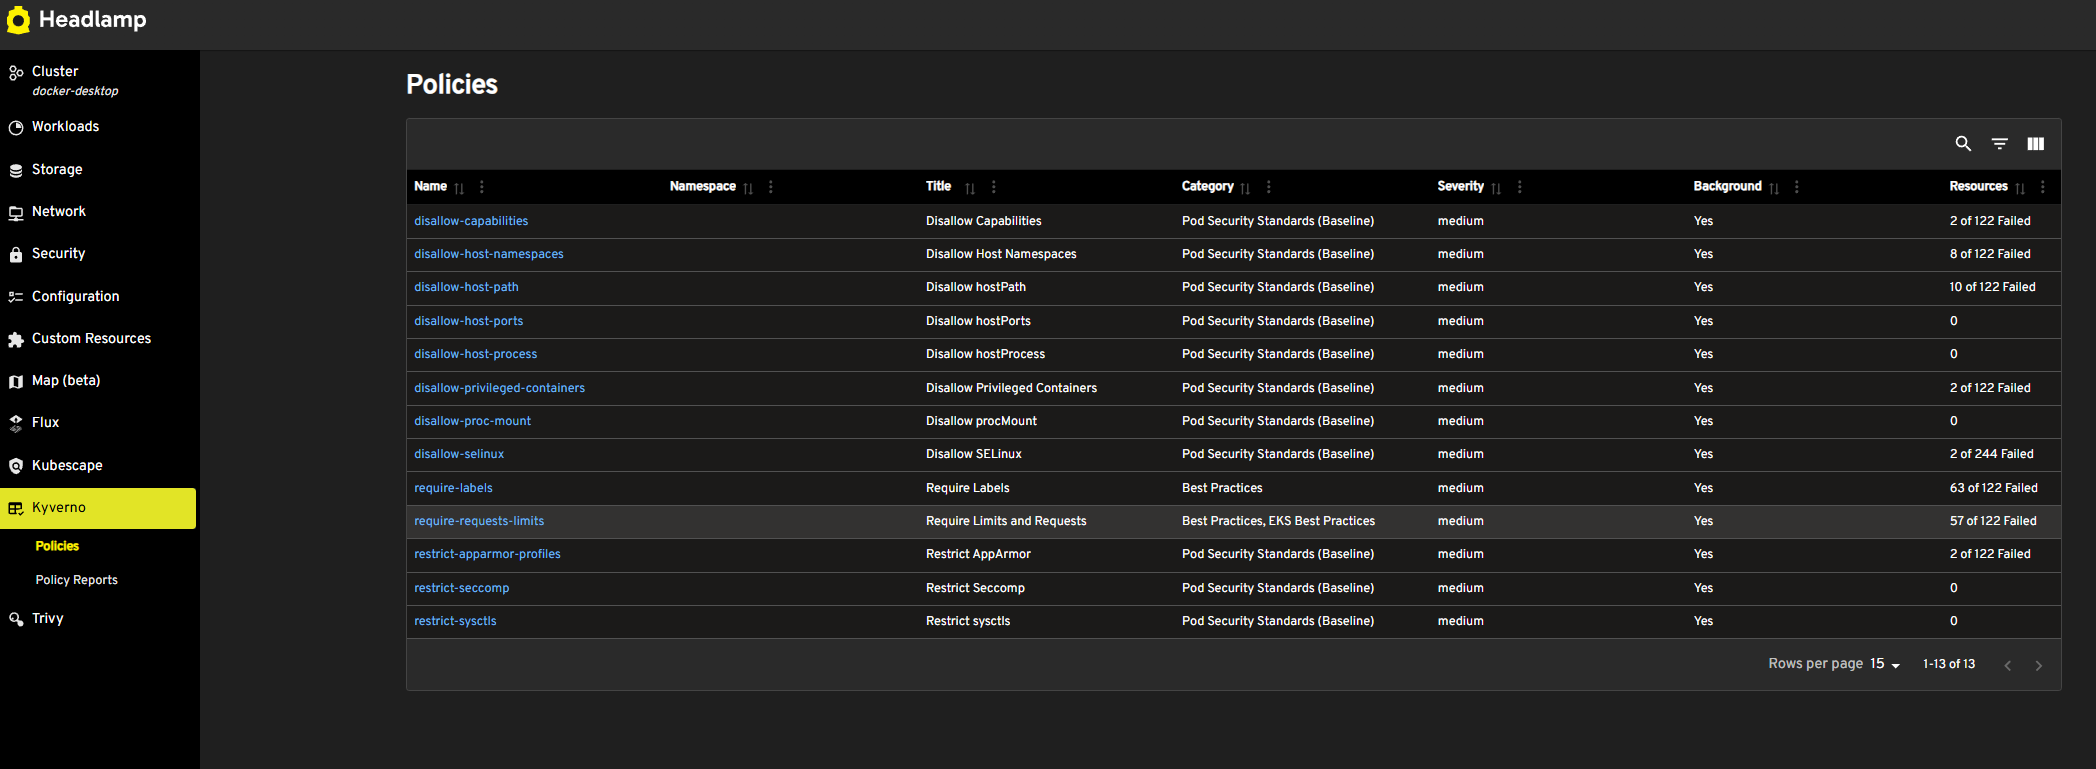 Headlamp
Cluster
docker-desktop
Workloads
Storage
Network
Security
Configuration
Custom Resources
Map (beta)
Flux
Kubescape
Kyverno
Policies
Policy Reports
Trivy
Policies
Name Namespace Title Category Severity Background Resources
disallow-capabilities Disallow Capabilities Pod Security Standards (Baseline) medium Yes 2 of 122 Failed
disallow-host-namespaces Disallow Host Namespaces Pod Security Standards (Baseline) medium Yes 8 of 122 Failed
disallow-host-path Disallow hostPath Pod Security Standards (Baseline) medium Yes 10 of 122 Failed
disallow-host-ports Disallow hostPorts Pod Security Standards (Baseline) medium Yes 0
disallow-host-process Disallow hostProcess Pod Security Standards (Baseline) medium Yes 0
disallow-privileged-containers Disallow Privileged Containers Pod Security Standards (Baseline) medium Yes 2 of 122 Failed
disallow-proc-mount Disallow procMount Pod Security Standards (Baseline) medium Yes 0
disallow-selinux Disallow SELinux Pod Security Standards (Baseline) medium Yes 2 of 244 Failed
require-labels Require Labels Best Practices medium Yes 63 of 122 Failed
require-requests-limits Require Limits and Requests Best Practices, EKS Best Practices medium Yes 57 of 122 Failed
restrict-apparmor-profiles Restrict AppArmor Pod Security Standards (Baseline) medium Yes 2 of 122 Failed
restrict-seccomp Restrict Seccomp Pod Security Standards (Baseline) medium Yes 0
restrict-sysctls Restrict sysctls Pod Security Standards (Baseline) medium Yes 0
Rows per page 15 1-13 of 13